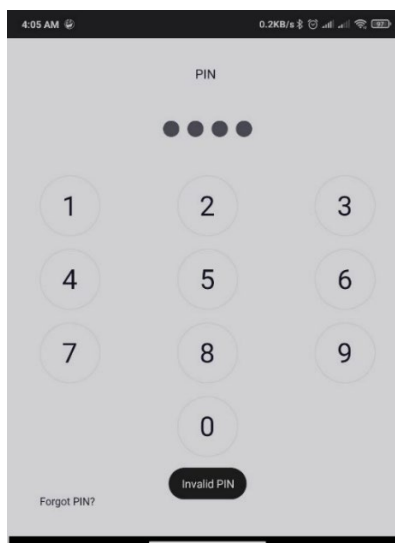 4:05 AM 0.2KB/s 97
PIN
1 2 3
4 5 6
7 8 9
0
Invalid PIN
Forgot PIN?